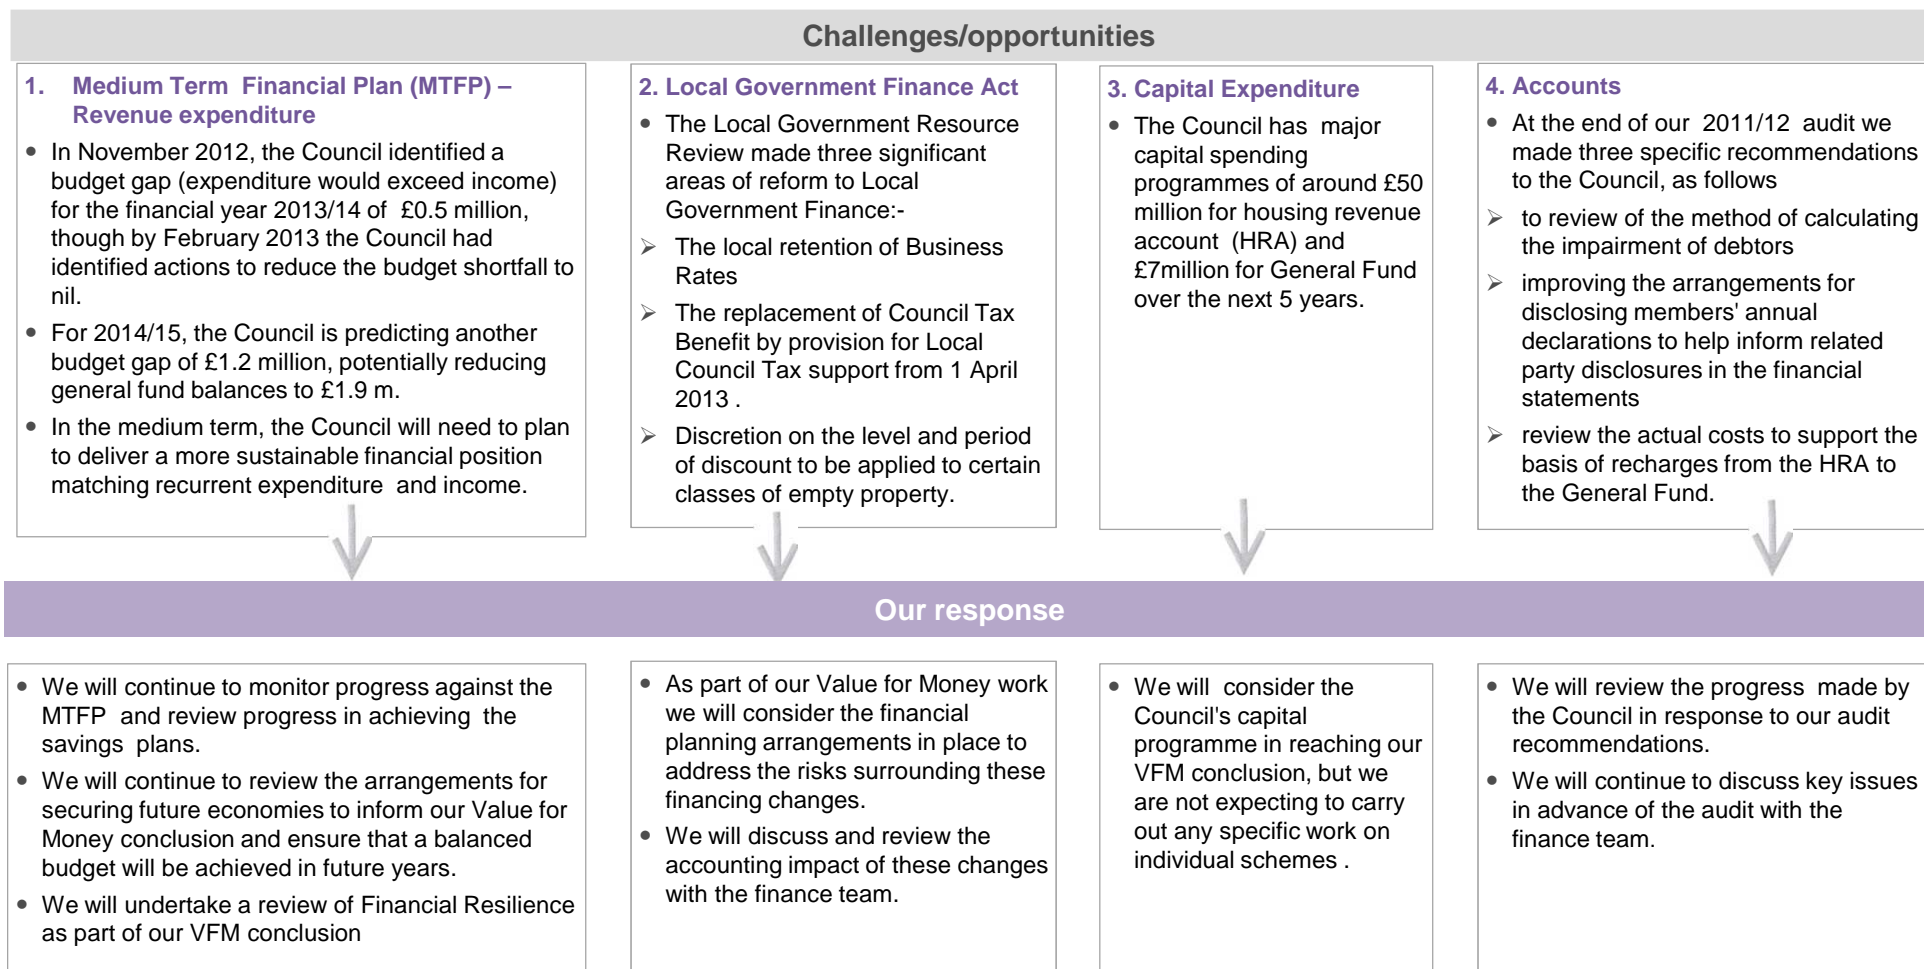 Challenges/opportunities
1. Medium Term Financial Plan (MTFP) –
Revenue expenditure
• In November 2012, the Council identified a
budget gap (expenditure would exceed income)
for the financial year 2013/14 of £0.5 million,
though by February 2013 the Council had
identified actions to reduce the budget shortfall to
nil.
• For 2014/15, the Council is predicting another
budget gap of £1.2 million, potentially reducing
general fund balances to £1.9 m.
• In the medium term, the Council will need to plan
to deliver a more sustainable financial position
matching recurrent expenditure and income.
2. Local Government Finance Act
• The Local Government Resource
Review made three significant
areas of reform to Local
Government Finance:-
➢ The local retention of Business
Rates
➢ The replacement of Council Tax
Benefit by provision for Local
Council Tax support from 1 April
2013 .
➢ Discretion on the level and period
of discount to be applied to certain
classes of empty property.
3. Capital Expenditure
• The Council has major
capital spending
programmes of around £50
million for housing revenue
account (HRA) and
£7million for General Fund
over the next 5 years.
4. Accounts
• At the end of our 2011/12 audit we
made three specific recommendations
to the Council, as follows
➢ to review of the method of calculating
the impairment of debtors
➢ improving the arrangements for
disclosing members' annual
declarations to help inform related
party disclosures in the financial
statements
➢ review the actual costs to support the
basis of recharges from the HRA to
the General Fund.
Our response
• We will continue to monitor progress against the
MTFP and review progress in achieving the
savings plans.
• We will continue to review the arrangements for
securing future economies to inform our Value for
Money conclusion and ensure that a balanced
budget will be achieved in future years.
• We will undertake a review of Financial Resilience
as part of our VFM conclusion
• As part of our Value for Money work
we will consider the financial
planning arrangements in place to
address the risks surrounding these
financing changes.
• We will discuss and review the
accounting impact of these changes
with the finance team.
• We will consider the
Council's capital
programme in reaching our
VFM conclusion, but we
are not expecting to carry
out any specific work on
individual schemes .
• We will review the progress made by
the Council in response to our audit
recommendations.
• We will continue to discuss key issues
in advance of the audit with the
finance team.